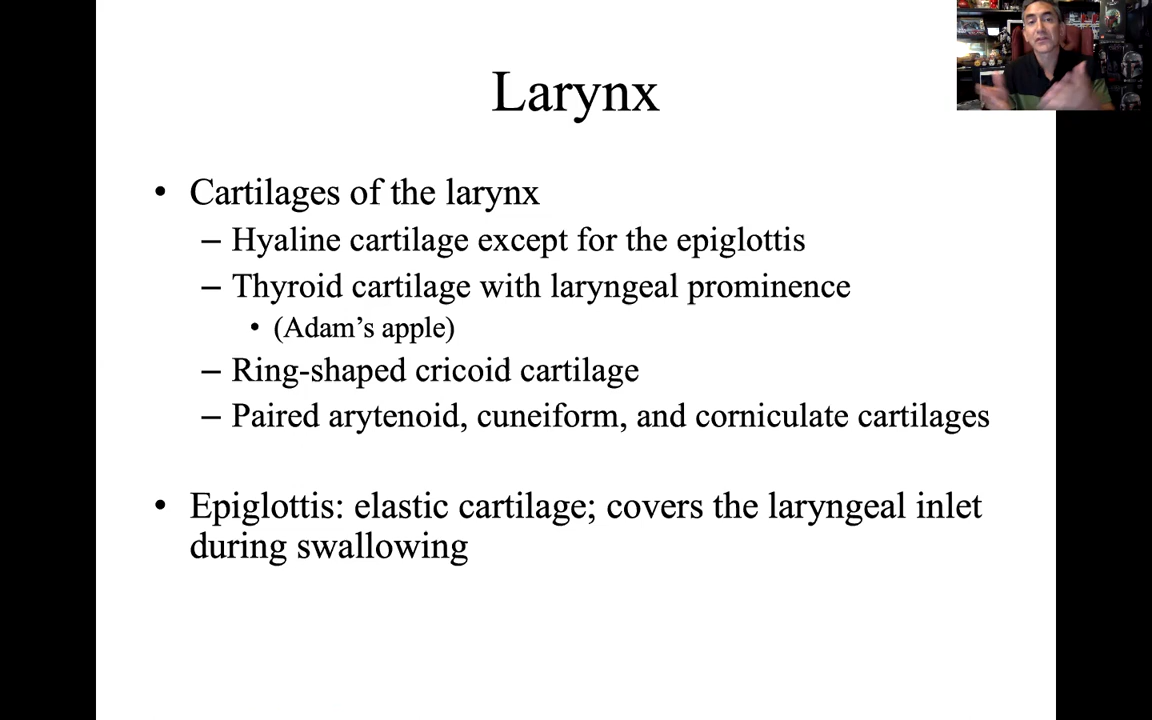 Larynx
• Cartilages of the larynx
– Hyaline cartilage except for the epiglottis
– Thyroid cartilage with laryngeal prominence
• (Adam’s apple)
– Ring-shaped cricoid cartilage
– Paired arytenoid, cuneiform, and corniculate cartilages
• Epiglottis: elastic cartilage; covers the laryngeal inlet
during swallowing